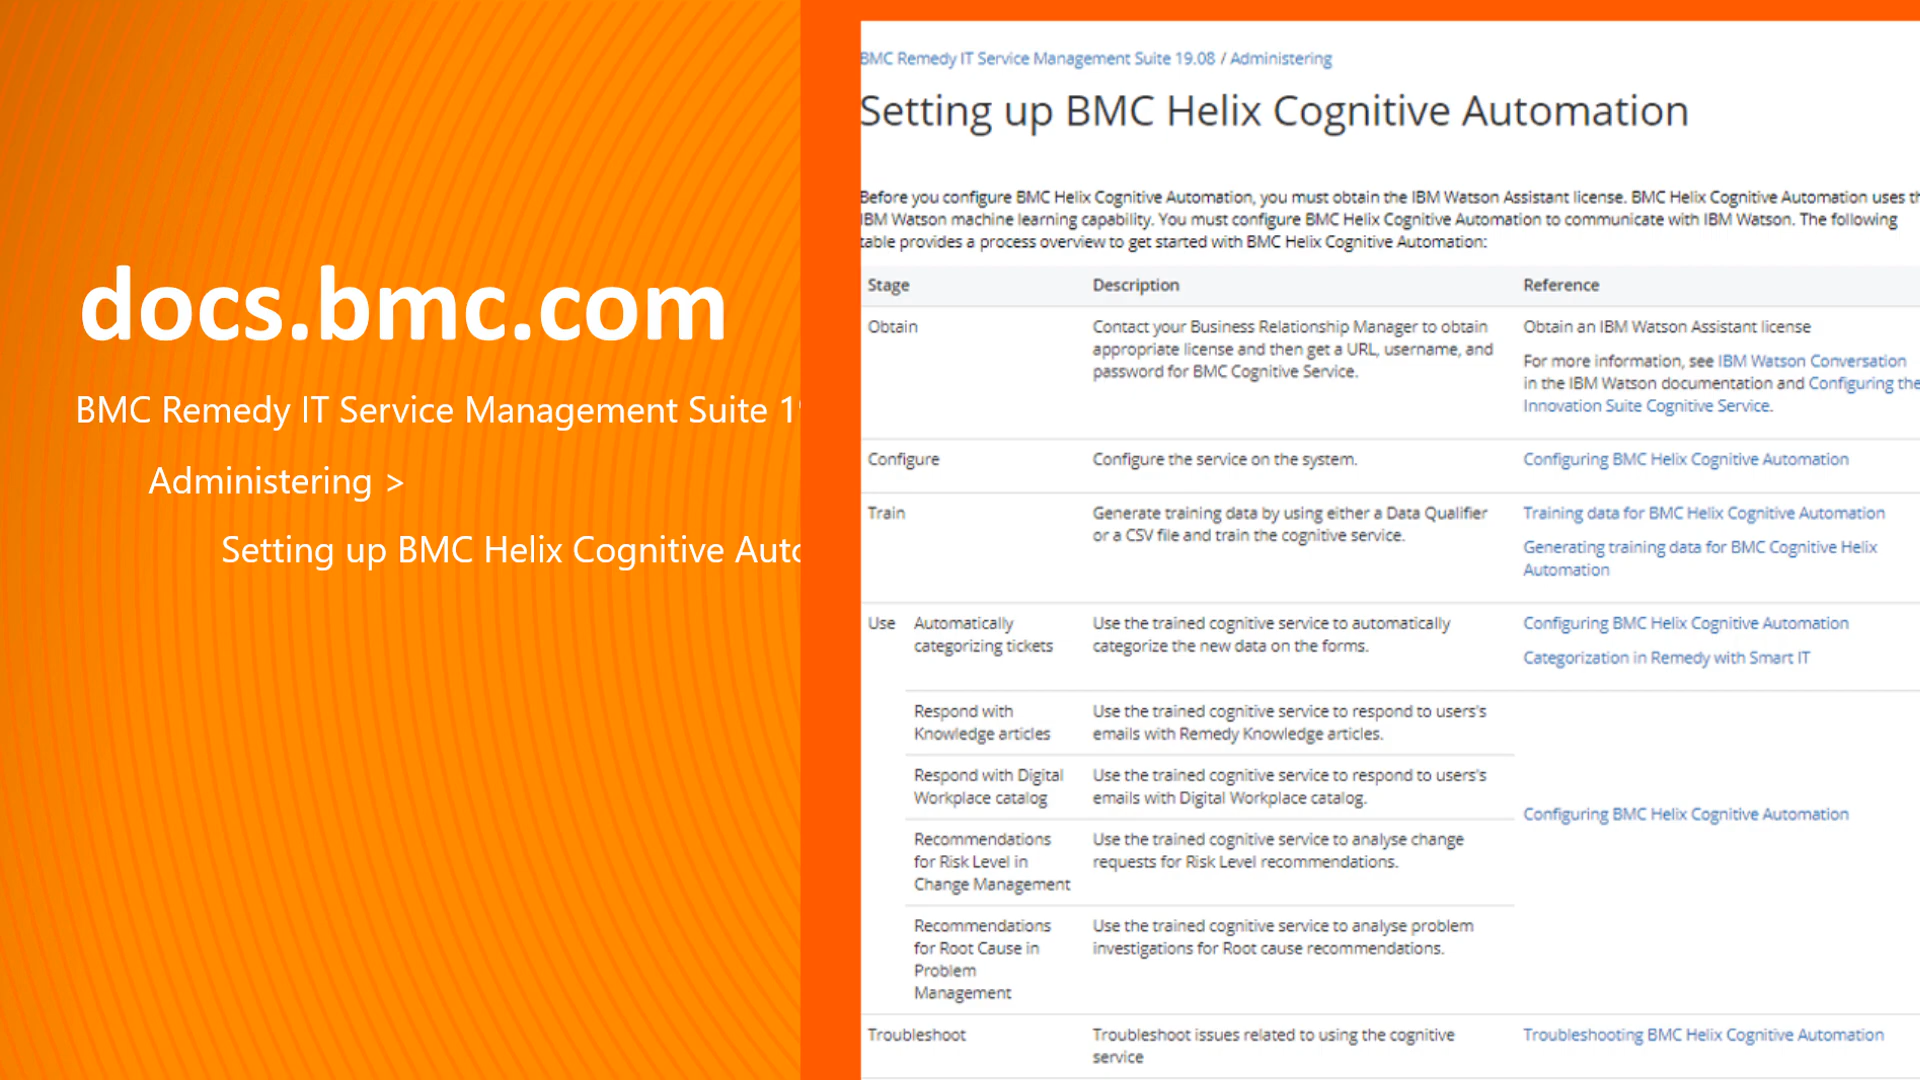 docs.bmc.com
BMC Remedy IT Service Management Suite
Administering >
Setting up BMC Helix Cognitive
BMC Remedy IT Service Management Suite 19.08 / Administering
Setting up BMC Helix Cognitive Automation
Before you configure BMC Helix Cognitive Automation, you must obtain the IBM Watson Assistant license. BMC Helix Cognitive Automation uses
IBM Watson machine learning capability. You must configure BMC Helix Cognitive Automation to communicate with IBM Watson. The following
table provides a process overview to get started with BMC Helix Cognitive Automation:
Stage Description Reference
Obtain
Contact your Business Relationship Manager to obtain
appropriate license and then get a URL, username, and
password for BMC Cognitive Service.
Obtain an IBM Watson Assistant license
For more information, see IBM Watson Conversation
in the IBM Watson documentation and Configuring the
Innovation Suite Cognitive Service.
Configure
Configure the service on the system.
Configuring BMC Helix Cognitive Automation
Train
Generate training data by using either a Data Qualifier
or a CSV file and train the cognitive service.
Training data for BMC Helix Cognitive Automation
Generating training data for BMC Cognitive Helix
Automation
Use
Automatically
categorizing tickets
Use the trained cognitive service to automatically
categorize the new data on the forms.
Configuring BMC Helix Cognitive Automation
Categorization in Remedy with Smart IT
Respond with
Knowledge articles
Use the trained cognitive service to respond to users's
emails with Remedy Knowledge articles.
Respond with Digital
Workplace catalog
Use the trained cognitive service to respond to users's
emails with Digital Workplace catalog.
Configuring BMC Helix Cognitive Automation
Recommendations
for Risk Level in
Change Management
Use the trained cognitive service to analyse change
requests for Risk Level recommendations.
Recommendations
for Root Cause in
Problem
Management
Use the trained cognitive service to analyse problem
investigations for Root cause recommendations.
Troubleshoot
Troubleshoot issues related to using the cognitive
service
Troubleshooting BMC Helix Cognitive Automation